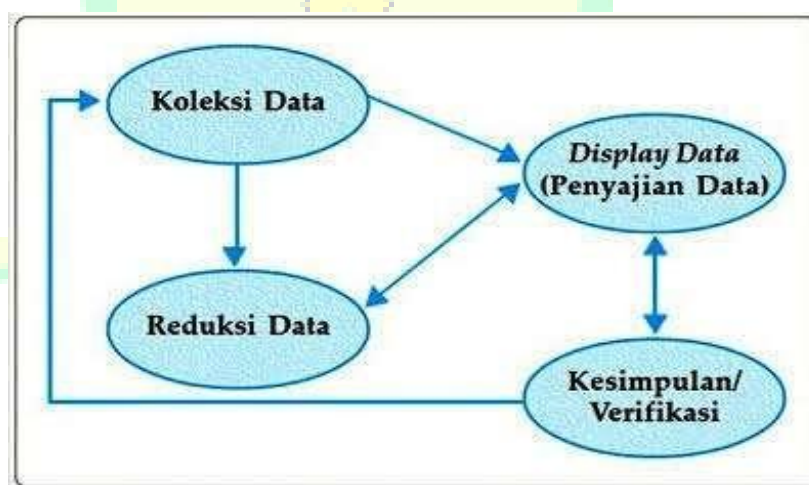 Koleksi Data
Display Data
(Penyajian Data)
Reduksi Data
Kesimpulan/
Verifikasi